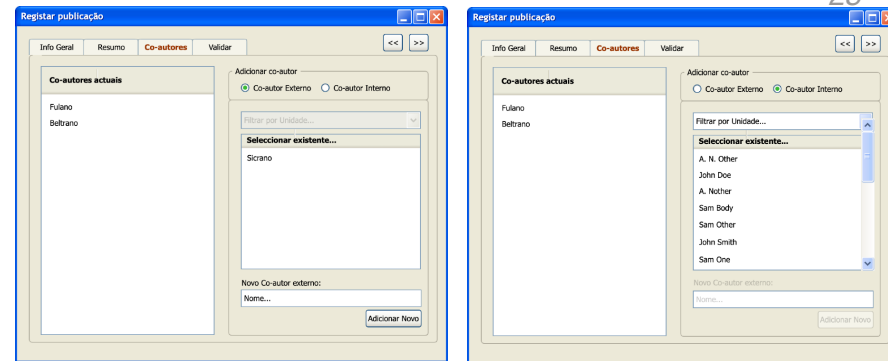 25
Registar publicação
Info Geral Resumo Co-autores Validar << >>
Co-autores actuais
Fulano
Beltrano
Adicionar co-autor
Co-autor Externo Co-autor Interno
Filtrar por Unidade...
Seleccionar existente...
Sicrano
Novo Co-autor externo:
Nome...
Adicionar Novo
Registar publicação
Info Geral Resumo Co-autores Validar << >>
Co-autores actuais
Fulano
Beltrano
Adicionar co-autor
Co-autor Externo Co-autor Interno
Filtrar por Unidade...
Seleccionar existente...
A. N. Other
John Doe
A. Nother
Sam Body
Sam Other
John Smith
Sam One
Novo Co-autor externo:
Nome...
Adicionar Novo